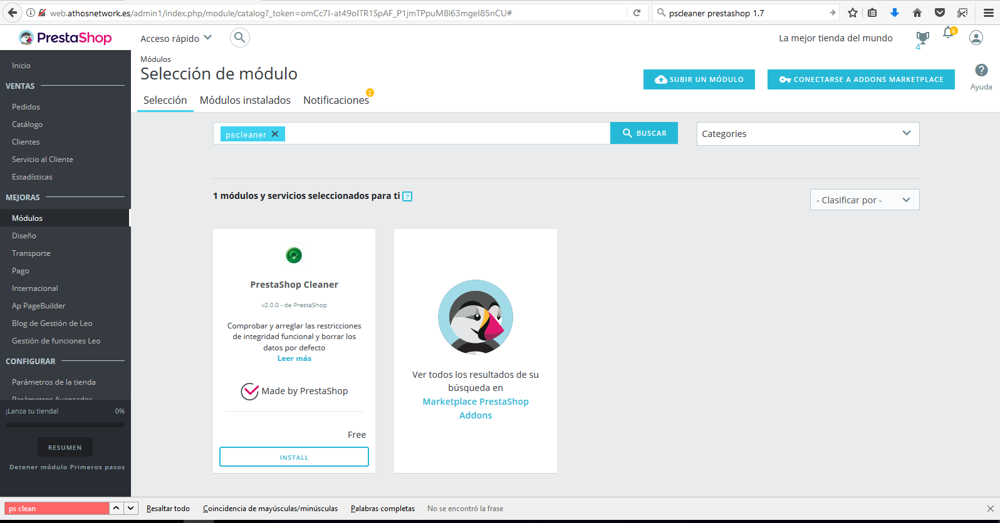 web.athosnetwork.es/admin1/index.php/module/catalog?_token=omCc7I-at49oITR1SpAF_P1jmTPpuM8l63mgeI85nCU#
pscleaner prestashop 1.7
PrestaShop
Acceso rápido
La mejor tienda del mundo
4
6
Inicio
VENTAS
Pedidos
Catálogo
Clientes
Servicio al Cliente
Estadísticas
MEJORAS
Módulos
Diseño
Transporte
Pago
Internacional
Ap PageBuilder
Blog de Gestión de Leo
Gestión de funciones Leo
CONFIGURAR
Parámetros de la tienda
Parámetros Avanzados
¡Lanza tu tienda! 0%
RESUMEN
Detener módulo Primeros pasos
Módulos
Selección de módulo
SUBIR UN MÓDULO
CONECTARSE A ADDONS MARKETPLACE
?
Ayuda
Selección
Módulos instalados
Notificaciones
2
pscleaner
BUSCAR
Categories
1 módulos y servicios seleccionados para ti ?
- Clasificar por -
PrestaShop Cleaner
v2.0.0 - de PrestaShop
Comprobar y arreglar las restricciones
de integridad funcional y borrar los
datos por defecto
Leer más
Made by PrestaShop
Free
INSTALL
Ver todos los resultados de su
búsqueda en
Marketplace PrestaShop
Addons
ps clean
Resaltar todo
Coincidencia de mayúsculas/minúsculas
Palabras completas
No se encontró la frase